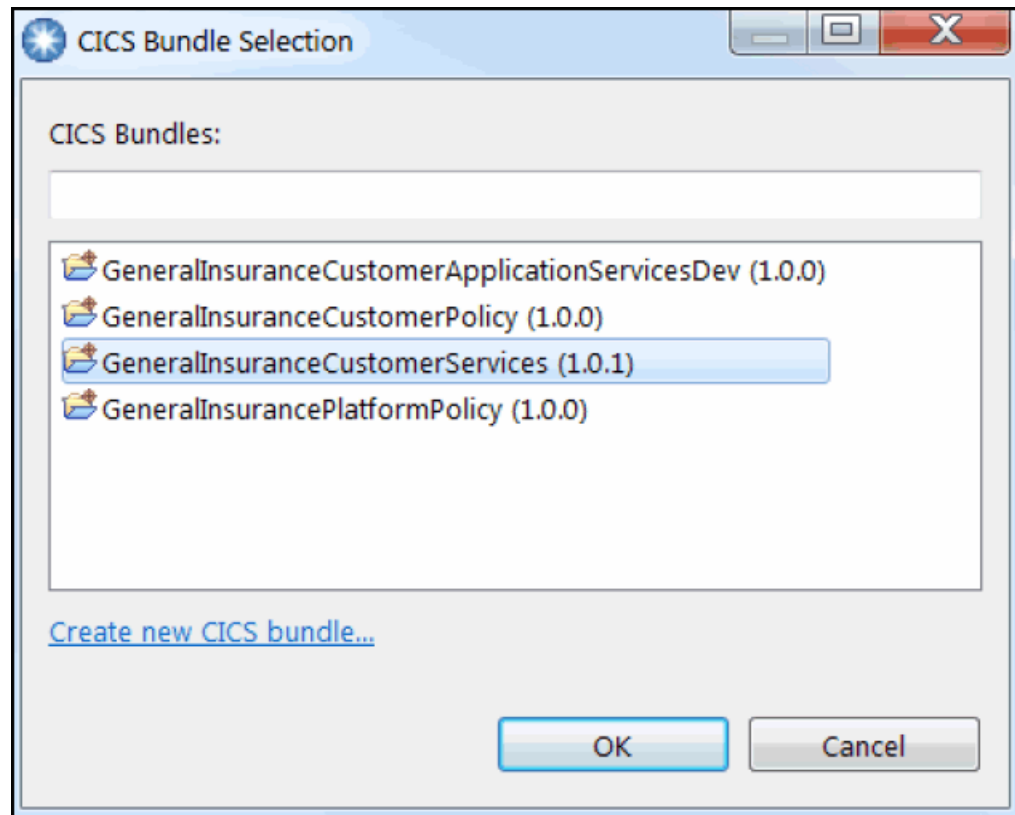 CICS Bundle Selection
CICS Bundles:
GeneralInsuranceCustomerApplicationServicesDev (1.0.0)
GeneralInsuranceCustomerPolicy (1.0.0)
GeneralInsuranceCustomerServices (1.0.1)
GeneralInsurancePlatformPolicy (1.0.0)
Create new CICS bundle...
OK Cancel